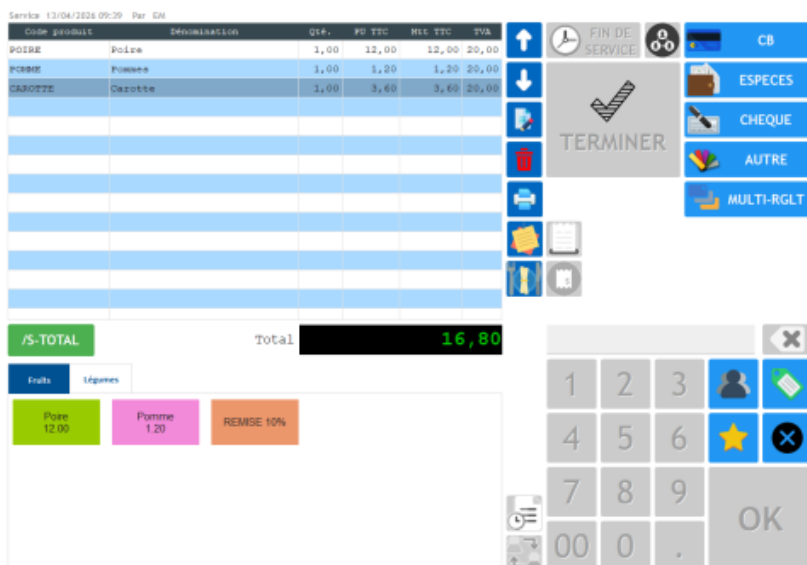 Service 13/04/2026 09:39 Par EM
Code produit Dénomination Qté. PU TTC Mtt TTC TVA
POIRE Poire 1,00 12,00 12,00 20,00
POMME Pommes 1,00 1,20 1,20 20,00
CAROTTE Carotte 1,00 3,60 3,60 20,00
FIN DE
SERVICE
TERMINER
CB
ESPECES
CHEQUE
AUTRE
MULTI-RGLT
/S-TOTAL
Total 16,80
Fruits Légumes
Poire
12.00
Pomme
1.20
REMISE 10%
1 2 3
4 5 6
7 8 9
00 0 .
OK